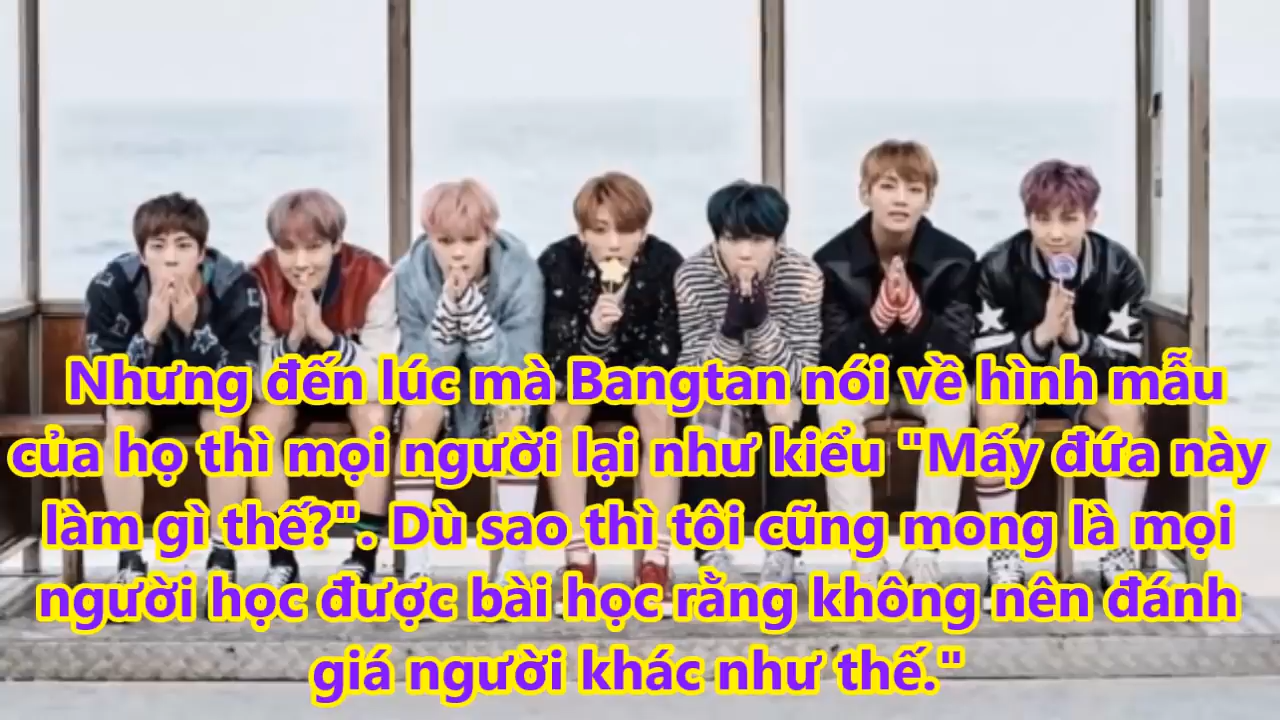 Nhưng đến lúc mà Bangtan nói về hình mẫu
của họ thì mọi người lại như kiểu "Mấy đứa này
làm gì thế?". Dù sao thì tôi cũng mong là mọi
người học được bài học rằng không nên đánh
giá người khác như thế."